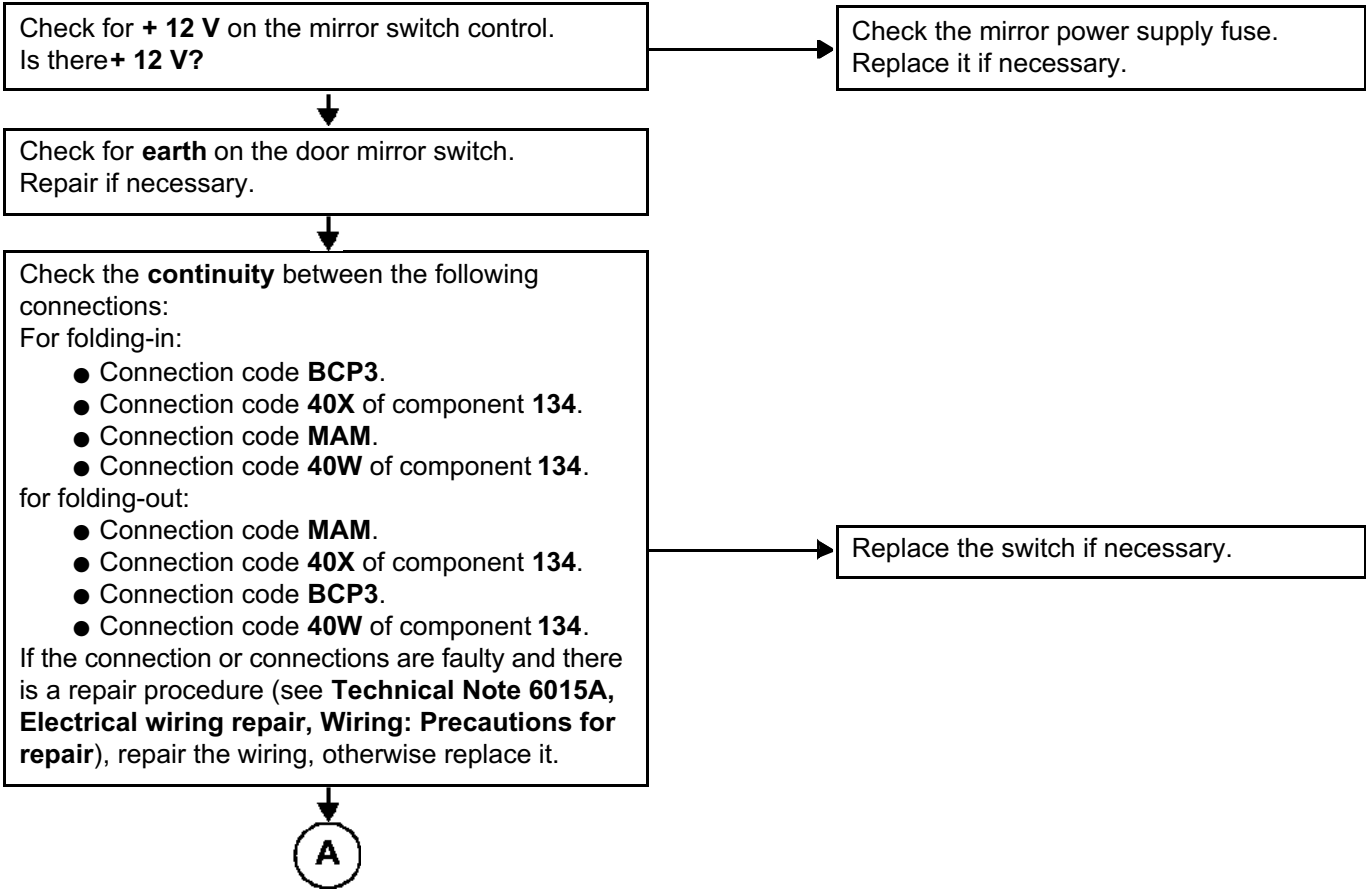 Check for + 12 V on the mirror switch control.
Is there+ 12 V?
Check the mirror power supply fuse.
Replace it if necessary.
Check for earth on the door mirror switch.
Repair if necessary.
Check the continuity between the following
connections:
For folding-in:
● Connection code BCP3.
● Connection code 40X of component 134.
● Connection code MAM.
● Connection code 40W of component 134.
for folding-out:
● Connection code MAM.
● Connection code 40X of component 134.
● Connection code BCP3.
● Connection code 40W of component 134.
If the connection or connections are faulty and there
is a repair procedure (see Technical Note 6015A,
Electrical wiring repair, Wiring: Precautions for
repair), repair the wiring, otherwise replace it.
Replace the switch if necessary.
A